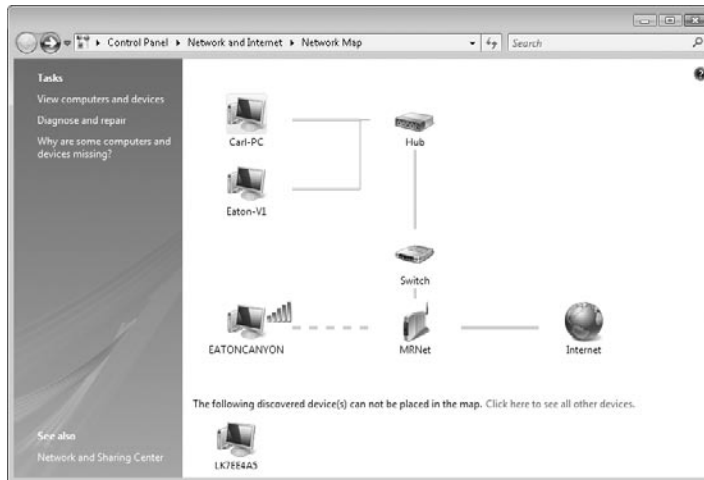 Control Panel ▸ Network and Internet ▸ Network Map
Search
Tasks
View computers and devices
Diagnose and repair
Why are some computers and
devices missing?
Carl-PC
Hub
Eaton-V1
Switch
EATONCANYON
MRNet
Internet
The following discovered device(s) can not be placed in the map. Click here to see all other devices.
LK7EE4A5
See also
Network and Sharing Center